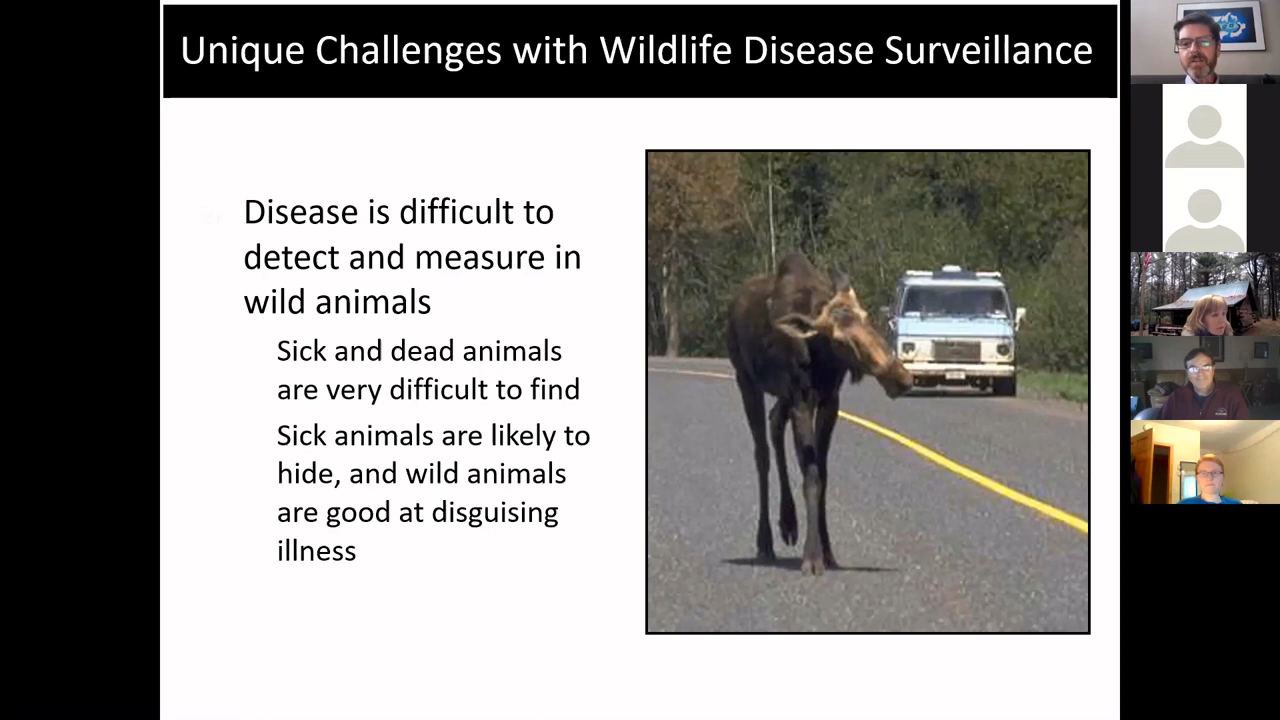 Unique Challenges with Wildlife Disease Surveillance
Disease is difficult to
detect and measure in
wild animals
Sick and dead animals
are very difficult to find
Sick animals are likely to
hide, and wild animals
are good at disguising
illness